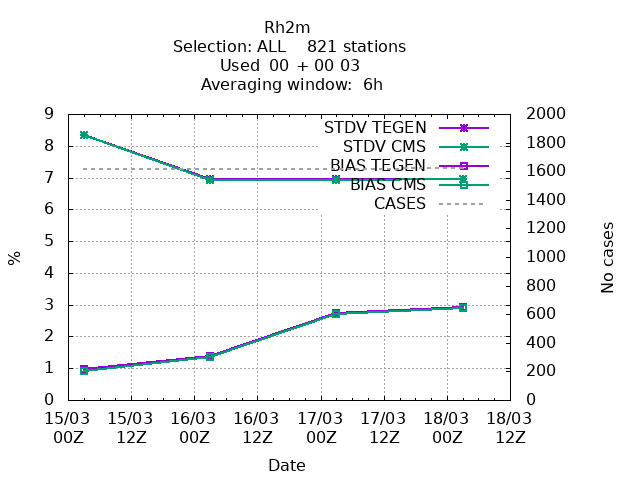 Rh2m
Selection: ALL 821 stations
Used 00 + 00 03
Averaging window: 6h
9
8
7
6
5
4
3
2
1
0
%
2000
1800
1600
1400
1200
1000
800
600
400
200
0
No cases
STDV TEGEN
STDV CMS
BIAS TEGEN
BIAS CMS
CASES
15/03 15/03 16/03 16/03 17/03 17/03 18/03 18/03
00Z 12Z 00Z 12Z 00Z 12Z 00Z 12Z
Date